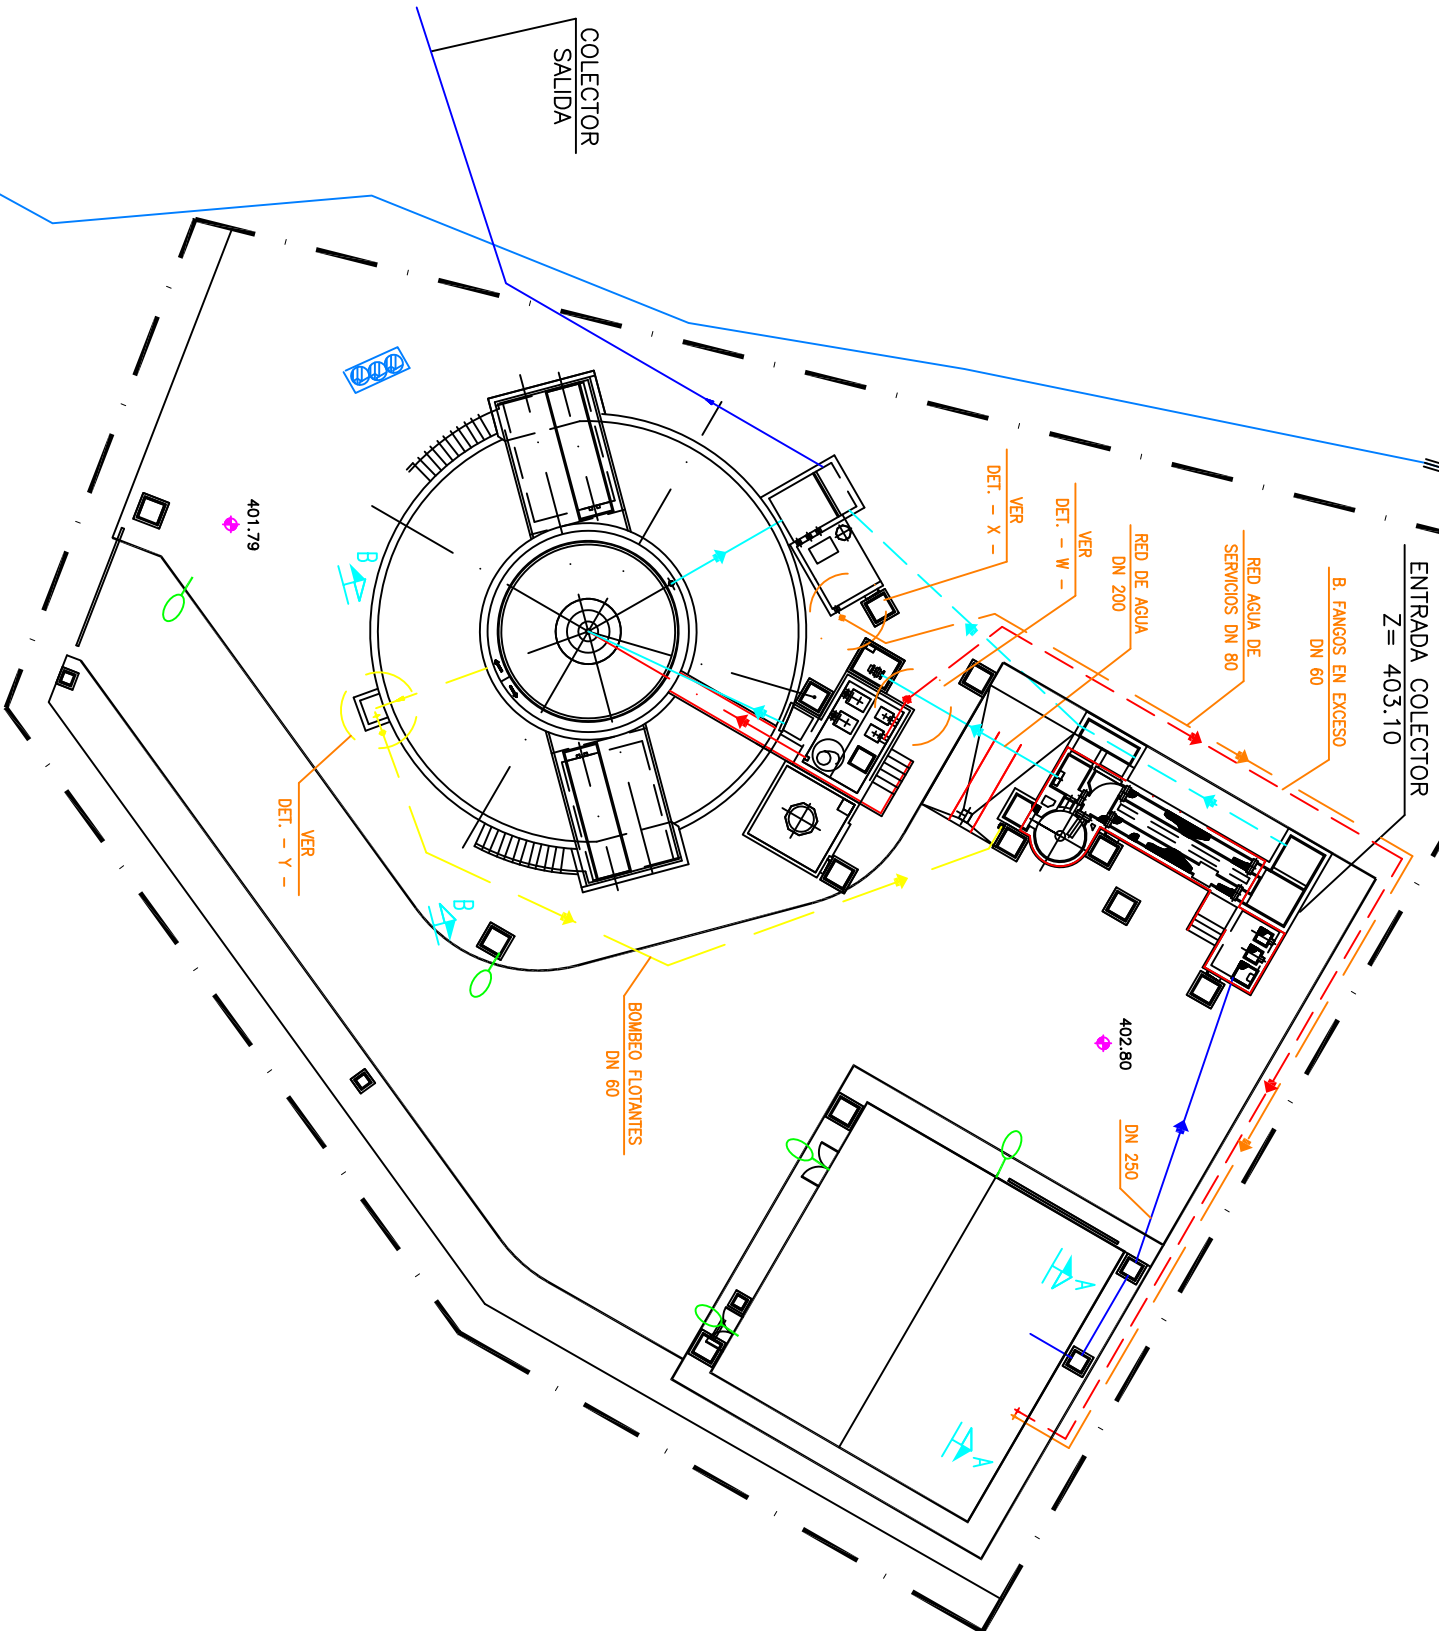 ENTRADA COLECTOR
Z= 403.10
B. FANGOS EN EXCESO
DN 60
RED AGUA DE
SERVICIOS DN 80
RED DE AGUA
DN 200
VER
DET. - W -
VER
DET. - X -
COLECTOR
SALIDA
401.79
B
B
VER
DET. - Y -
BOMBEO FLOTANTES
DN 60
402.80
DN 250
A
A